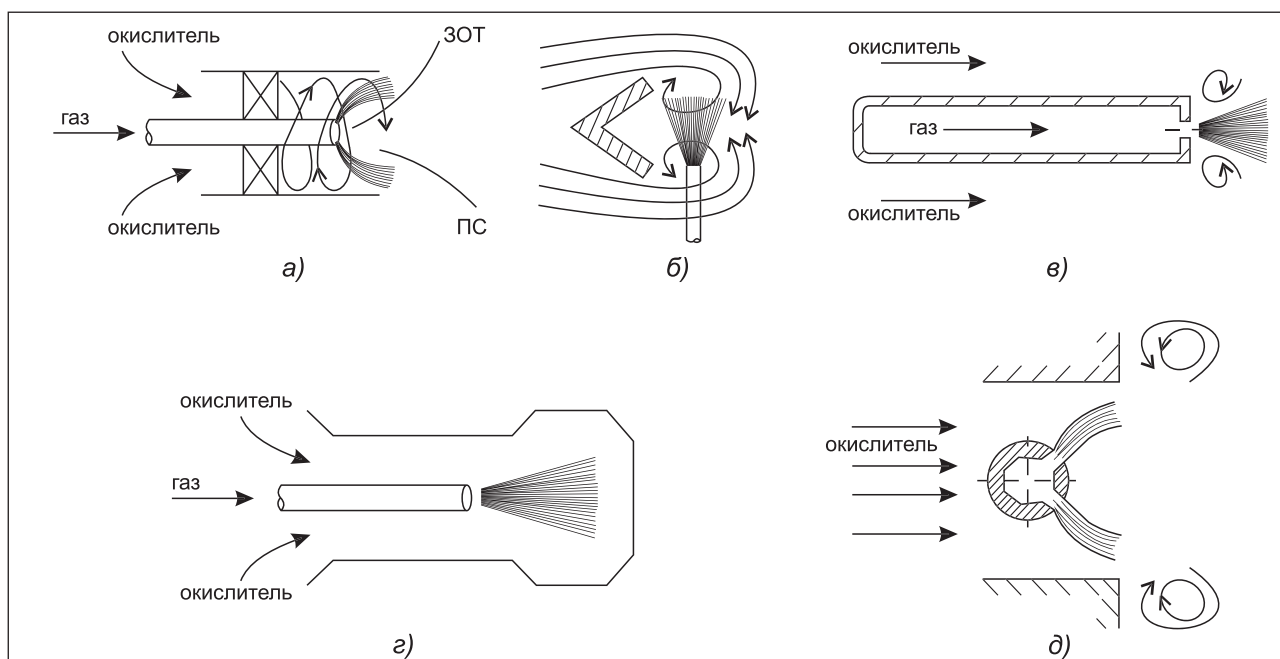 окислитель
ЗОТ
газ
окислитель
ПС
а)
б)
окислитель
газ
окислитель
в)
окислитель
газ
окислитель
г)
окислитель
д)